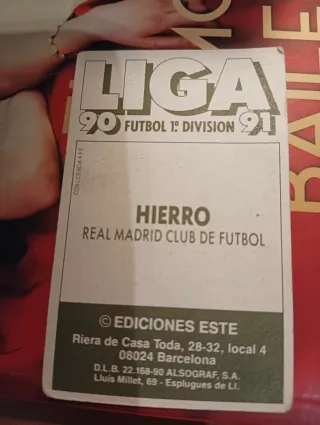 LIGA
90 FUTBOL 1ª DIVISION 91
HIERRO
REAL MADRID CLUB DE FUTBOL
© EDICIONES ESTE
Riera de Casa Toda, 28-32, local 4
08024 Barcelona
D.L.B. 22.168-90 ALSOGRAF, S.A.
Lluís Millet, 69 - Esplugues de Ll.